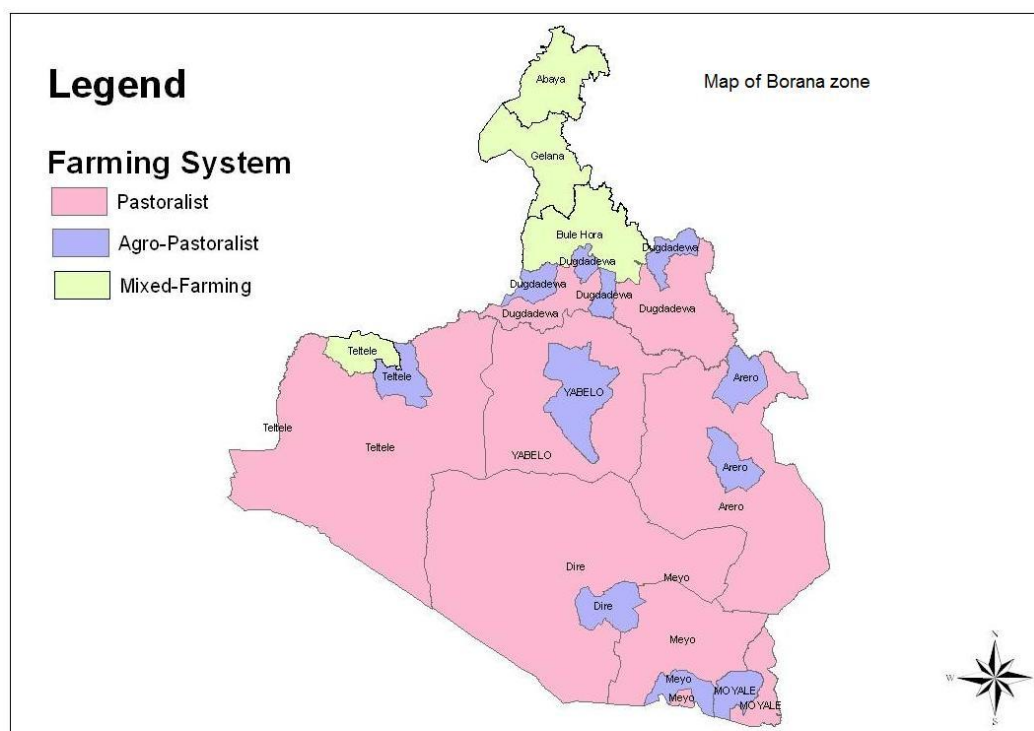 Legend
Map of Borana zone
Farming System
Pastoralist
Agro-Pastoralist
Mixed-Farming
Abaya
Gelana
Bule Hora
Dugdadewa
Dugdadewa
Dugdadewa
Dugdadewa
Dugdadewa
Dugdadewa
Teltele
Teltele
Teltele
Teltele
YABELO
YABELO
Arero
Arero
Arero
Dire
Dire
Meyo
Meyo
Meyo
Meyo
MOYALE
MOYALE
N
W
E
S